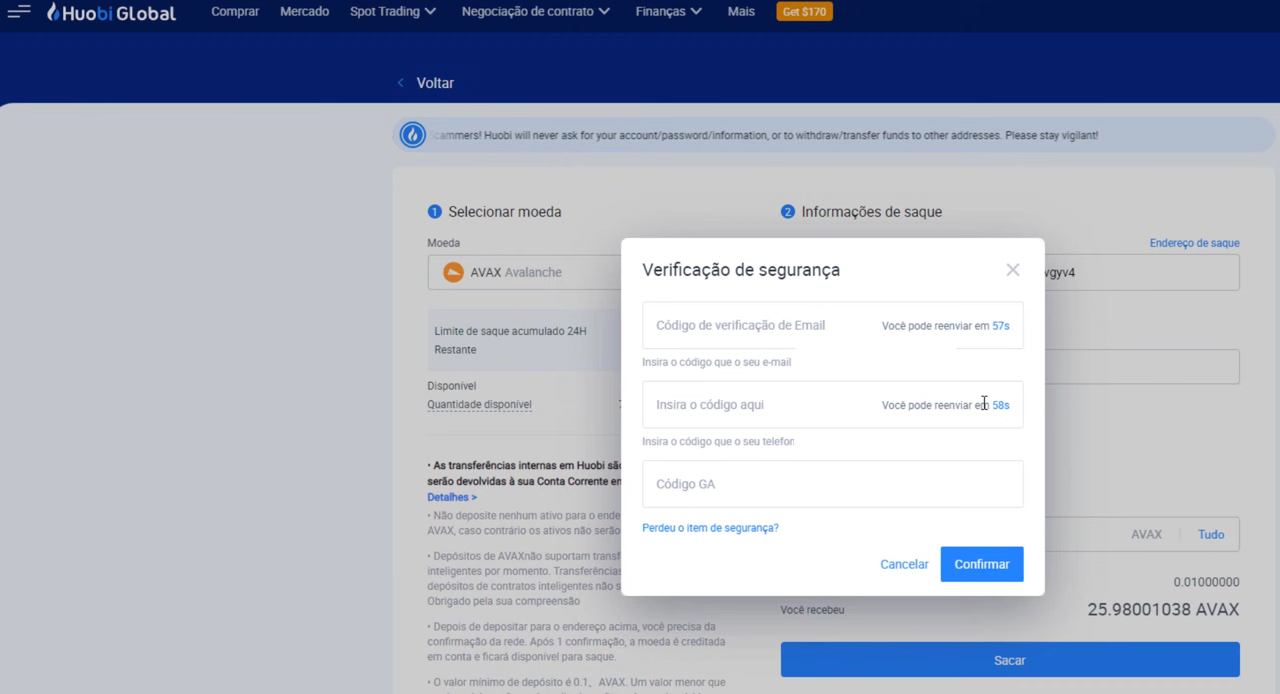 Huobi Global Comprar Mercado Spot Trading Negociação de contrato Finanças Mais Get $170
Voltar
Huobi will never ask for your account/password/information, or to withdraw/transfer funds to other addresses. Please stay vigilant!
1 Selecionar moeda
Moeda
AVAX Avalanche
Limite de saque acumulado 24H
Restante
Disponível
Quantidade disponível
• As transferências internas em Huobi
serão devolvidas à sua Conta Corrente
Detalhes >
• Não deposite nenhum ativo para o
AVAX, caso contrário os ativos não serão
• Depósitos de AVAXnão suportam
inteligentes por momento. Transferências
depósitos de contratos inteligentes não
Obrigado pela sua compreensão
• Depois de depositar para o endereço acima, você precisa da
confirmação da rede. Após 1 confirmação, a moeda é creditada
em conta e ficará disponível para saque.
• O valor mínimo de depósito é 0.1、AVAX. Um valor menor que
2 Informações de saque
Endereço de saque
vgyv4
AVAX Tudo
0.01000000
Você recebeu 25.98001038 AVAX
Sacar
Verificação de segurança
Código de verificação de Email Você pode reenviar em 57s
Insira o código que o seu e-mail
Insira o código aqui Você pode reenviar em 58s
Insira o código que o seu telefon
Código GA
Perdeu o item de segurança?
Cancelar Confirmar